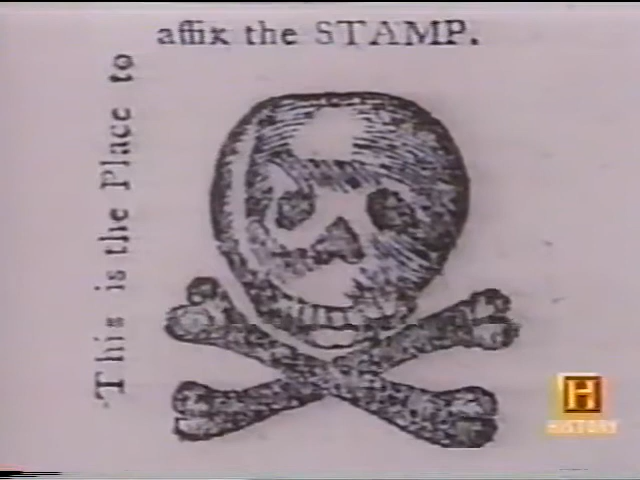 This is the Place to
affix the STAMP.
H
HISTORY